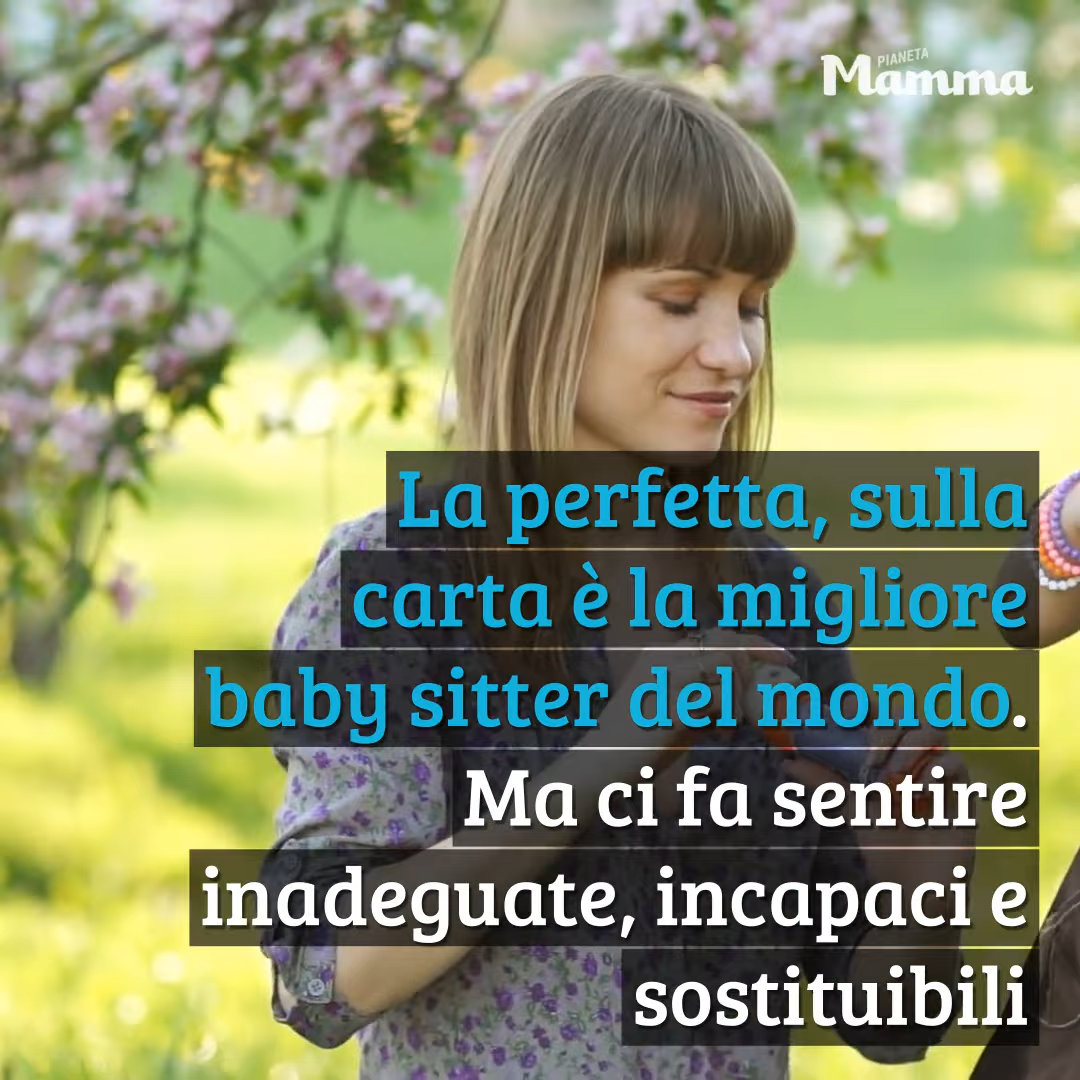 PIANETA
Mamma
La perfetta, sulla
carta è la migliore
baby sitter del mondo.
Ma ci fa sentire
inadeguate, incapaci e
sostituibili